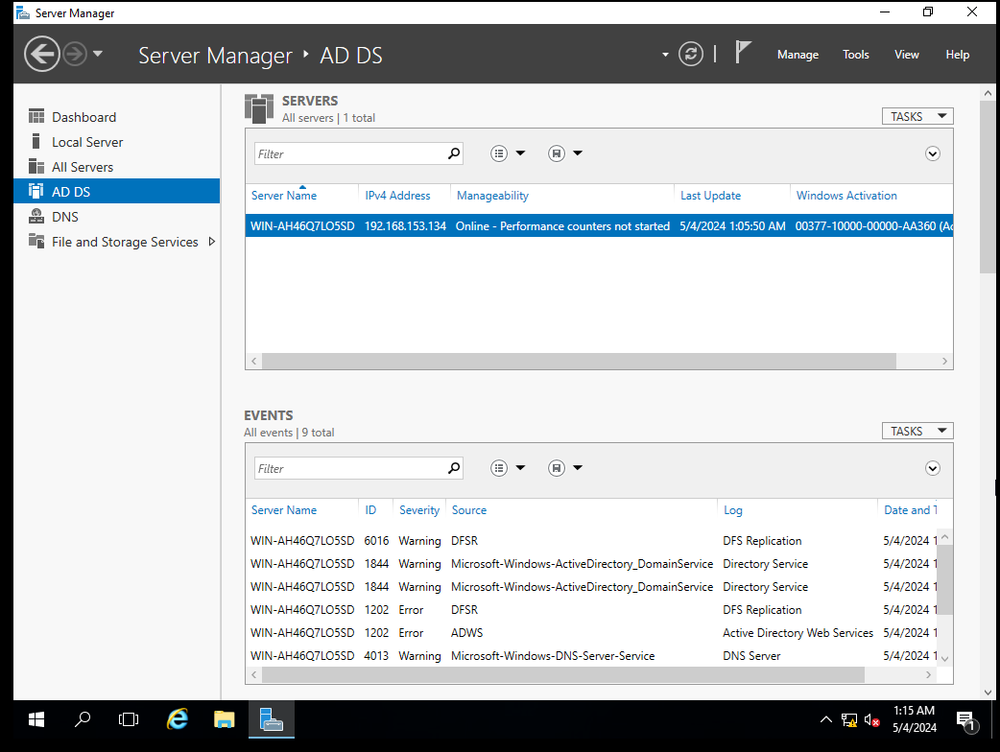 Server Manager
Server Manager ‣ AD DS
Manage Tools View Help
Dashboard
Local Server
All Servers
AD DS
DNS
File and Storage Services
SERVERS
All servers | 1 total
TASKS
Filter
Server Name IPv4 Address Manageability Last Update Windows Activation
WIN-AH46Q7LO5SD 192.168.153.134 Online - Performance counters not started 5/4/2024 1:05:50 AM 00377-10000-00000-AA360 (Ac
EVENTS
All events | 9 total
TASKS
Filter
Server Name ID Severity Source Log Date and T
WIN-AH46Q7LO5SD 6016 Warning DFSR DFS Replication 5/4/2024 1
WIN-AH46Q7LO5SD 1844 Warning Microsoft-Windows-ActiveDirectory_DomainService Directory Service 5/4/2024 1
WIN-AH46Q7LO5SD 1844 Warning Microsoft-Windows-ActiveDirectory_DomainService Directory Service 5/4/2024 1
WIN-AH46Q7LO5SD 1202 Error DFSR DFS Replication 5/4/2024 1
WIN-AH46Q7LO5SD 1202 Error ADWS Active Directory Web Services 5/4/2024 1
WIN-AH46Q7LO5SD 4013 Warning Microsoft-Windows-DNS-Server-Service DNS Server 5/4/2024 1
1:15 AM
5/4/2024
1